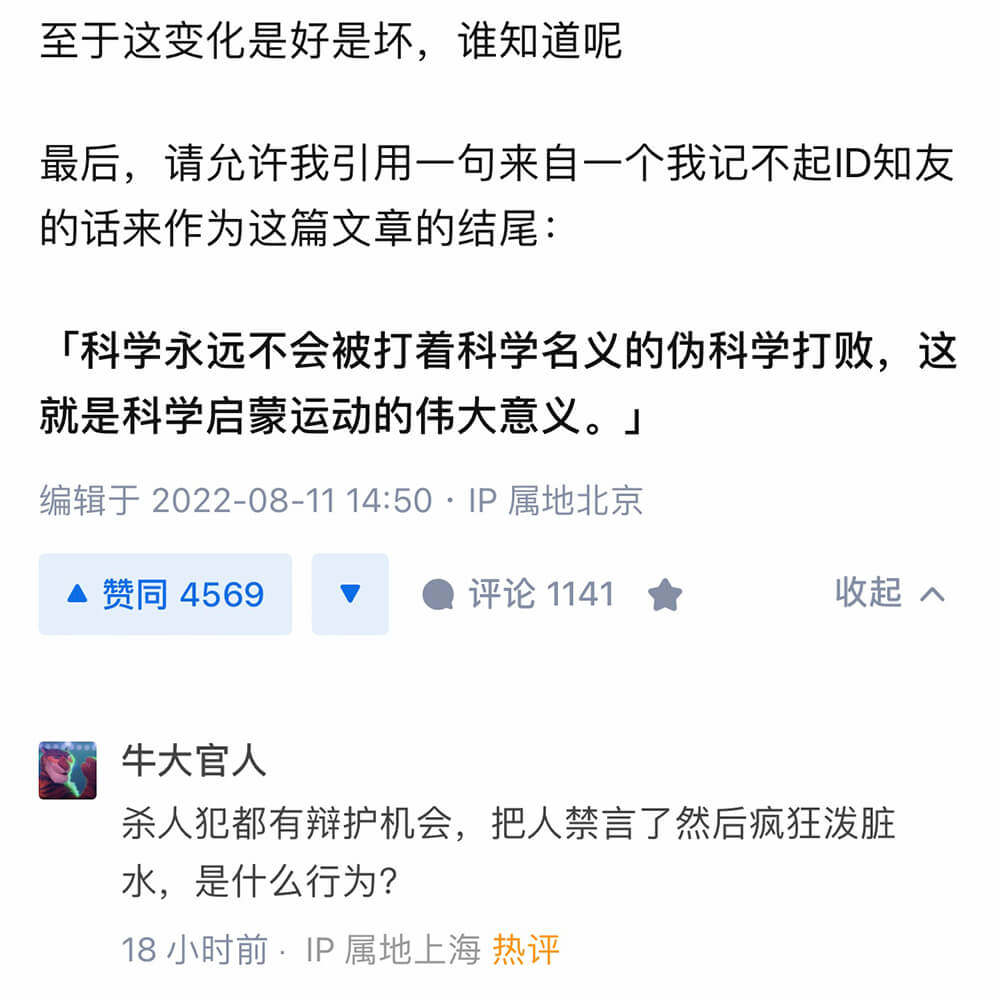 至于这变化是好是坏，谁知道呢
最后，请允许我引用一句来自一个我记不起ID知友
的话来作为这篇文章的结尾：
「科学永远不会被打着科学名义的伪科学打败，这
就是科学启蒙运动的伟大意义。」
编辑于 2022-08-11 14:50 · IP 属地北京
赞同 4569 评论 1141 收起
牛大官人
杀人犯都有辩护机会，把人禁言了然后疯狂泼脏
水，是什么行为？
18 小时前 · IP 属地上海 热评